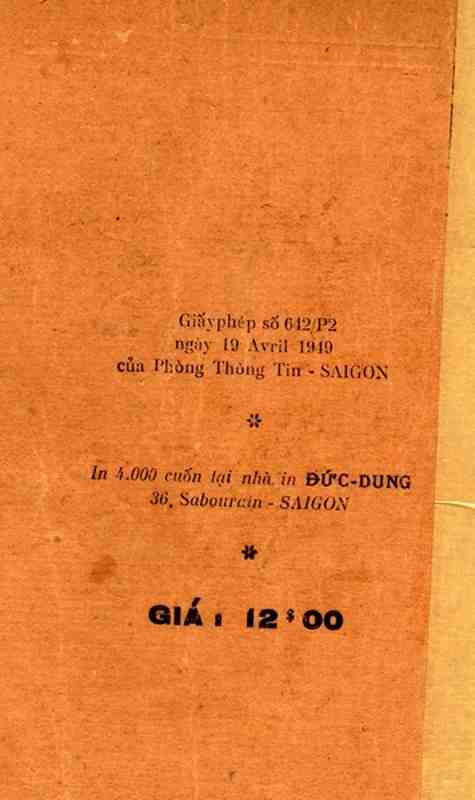 Giấyphép số 642/P2
ngày 19 Avril 1949
của Phòng Thông Tin - SAIGON
*
In 4.000 cuốn tại nhà in ĐỨC-DUNG
36, Sabourain - SAIGON
*
GIÁ : 12$00